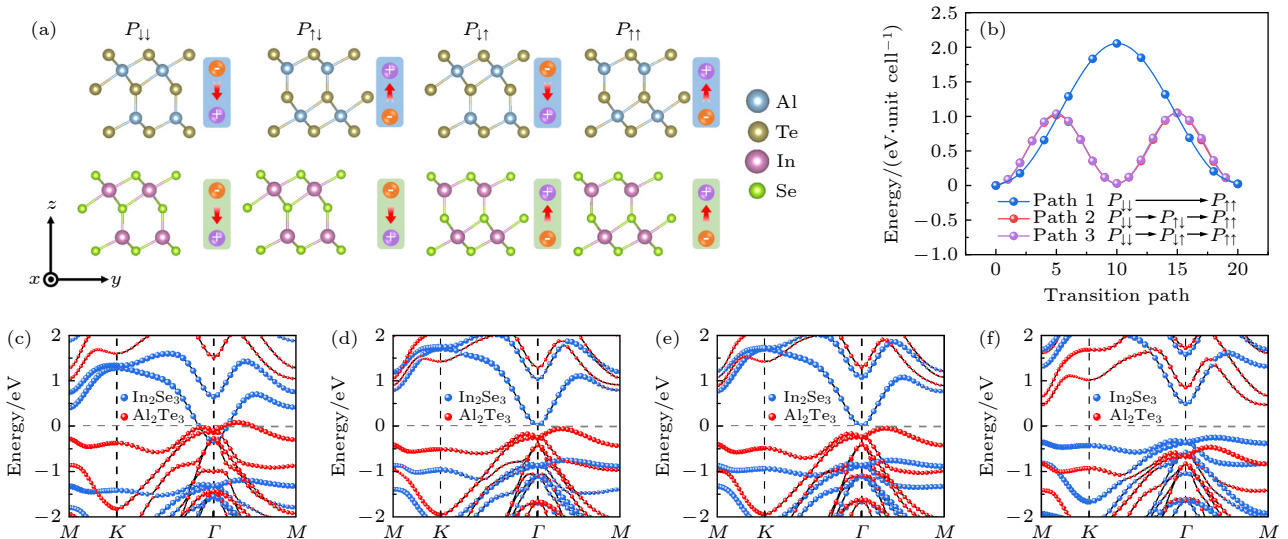 (a)
P↓↓ P↑↓ P↓↑ P↑↑
- + - +
+ - + -
Al
Te
In
Se
- - + +
+ + - -
z
x y
(b)
Energy/(eV·unit cell⁻¹)
2.5
2.0
1.5
1.0
0.5
0
−0.5
−1.0
Path 1 P↓↓ → P↑↑
Path 2 P↓↓ → P↑↓ → P↑↑
Path 3 P↓↓ → P↓↑ → P↑↑
0 5 10 15 20
Transition path
(c)
Energy/eV
2
1
0
−1
−2
In₂Se₃
Al₂Te₃
M K Γ M
(d)
Energy/eV
2
1
0
−1
−2
In₂Se₃
Al₂Te₃
M K Γ M
(e)
Energy/eV
2
1
0
−1
−2
In₂Se₃
Al₂Te₃
M K Γ M
(f)
Energy/eV
2
1
0
−1
−2
In₂Se₃
Al₂Te₃
M K Γ M